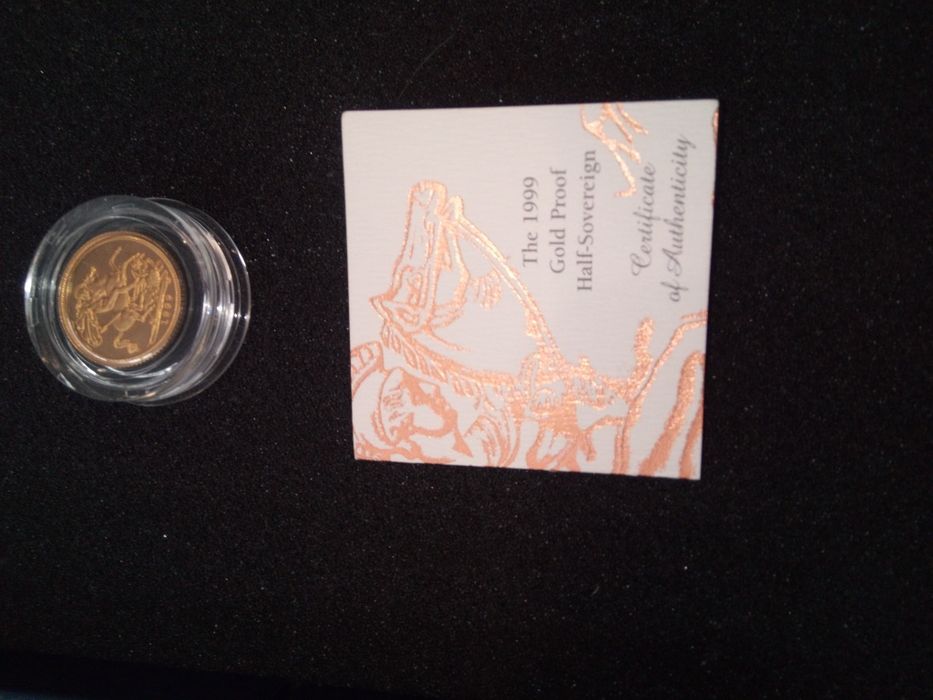 The 1999
Gold Proof
Half-Sovereign
Certificate
of Authenticity